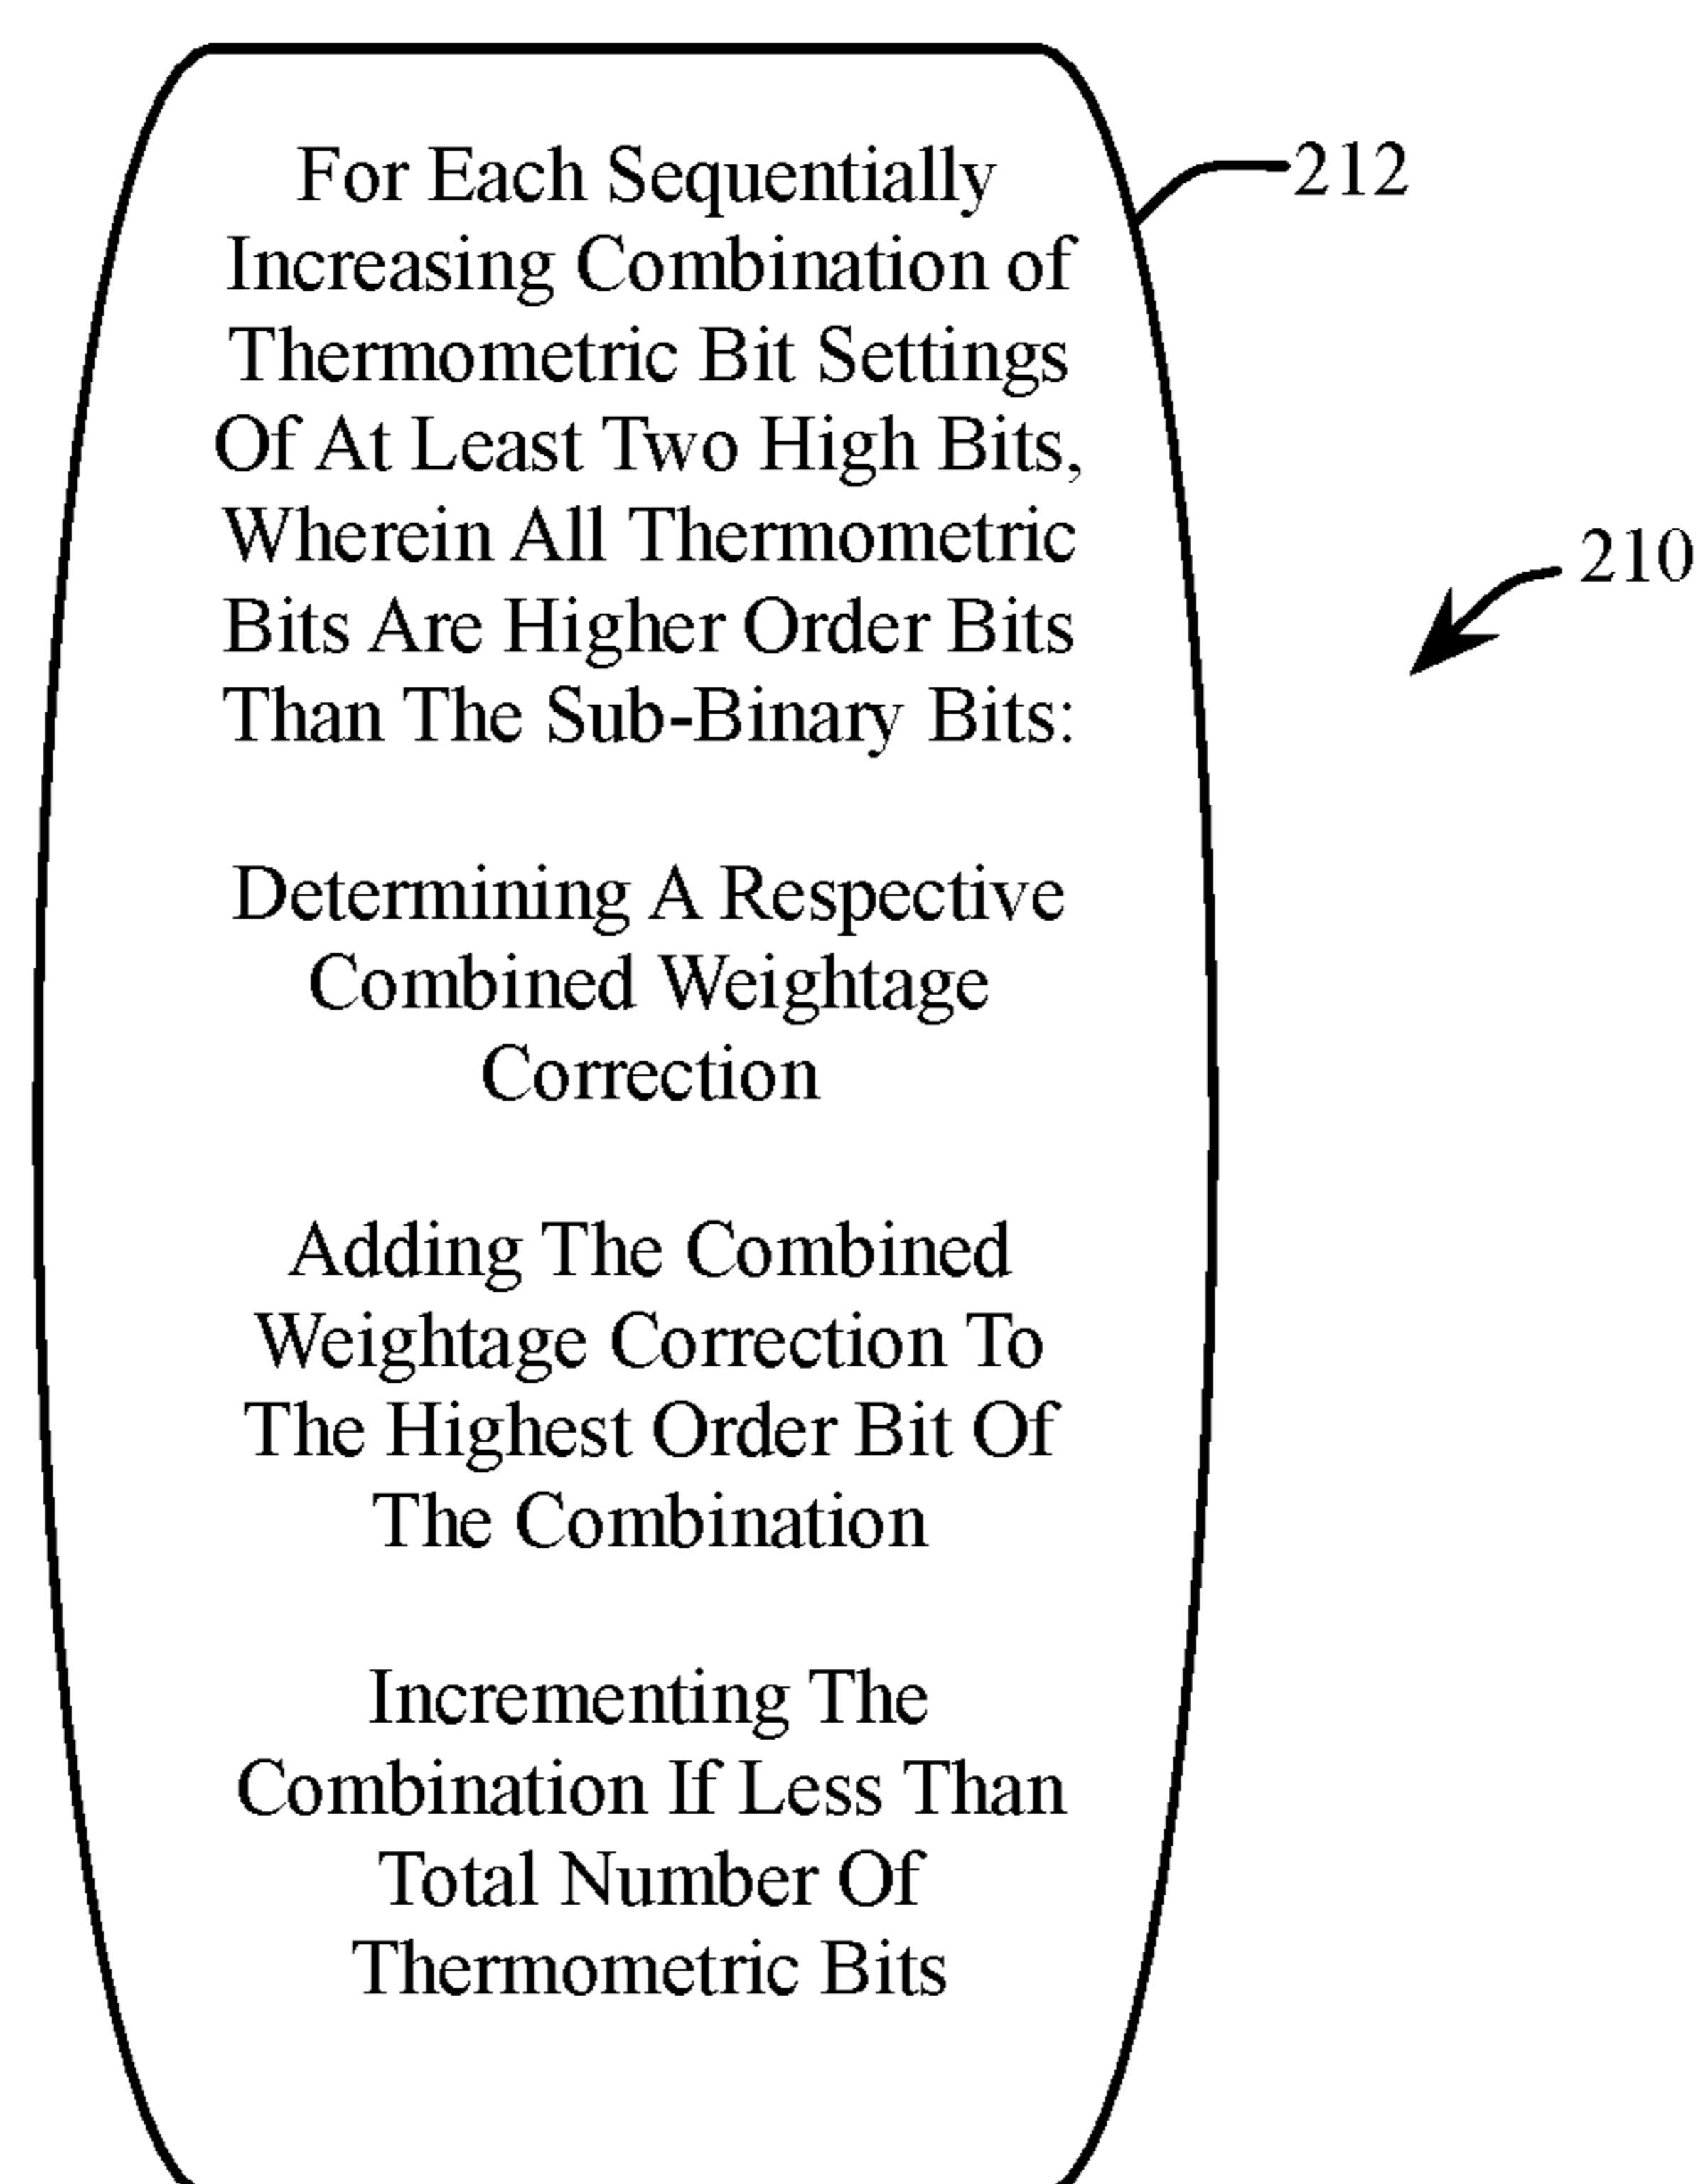 For Each Sequentially
Increasing Combination of
Thermometric Bit Settings
Of At Least Two High Bits,
Wherein All Thermometric
Bits Are Higher Order Bits
Than The Sub-Binary Bits:
Determining A Respective
Combined Weightage
Correction
Adding The Combined
Weightage Correction To
The Highest Order Bit Of
The Combination
Incrementing The
Combination If Less Than
Total Number Of
Thermometric Bits
212
210